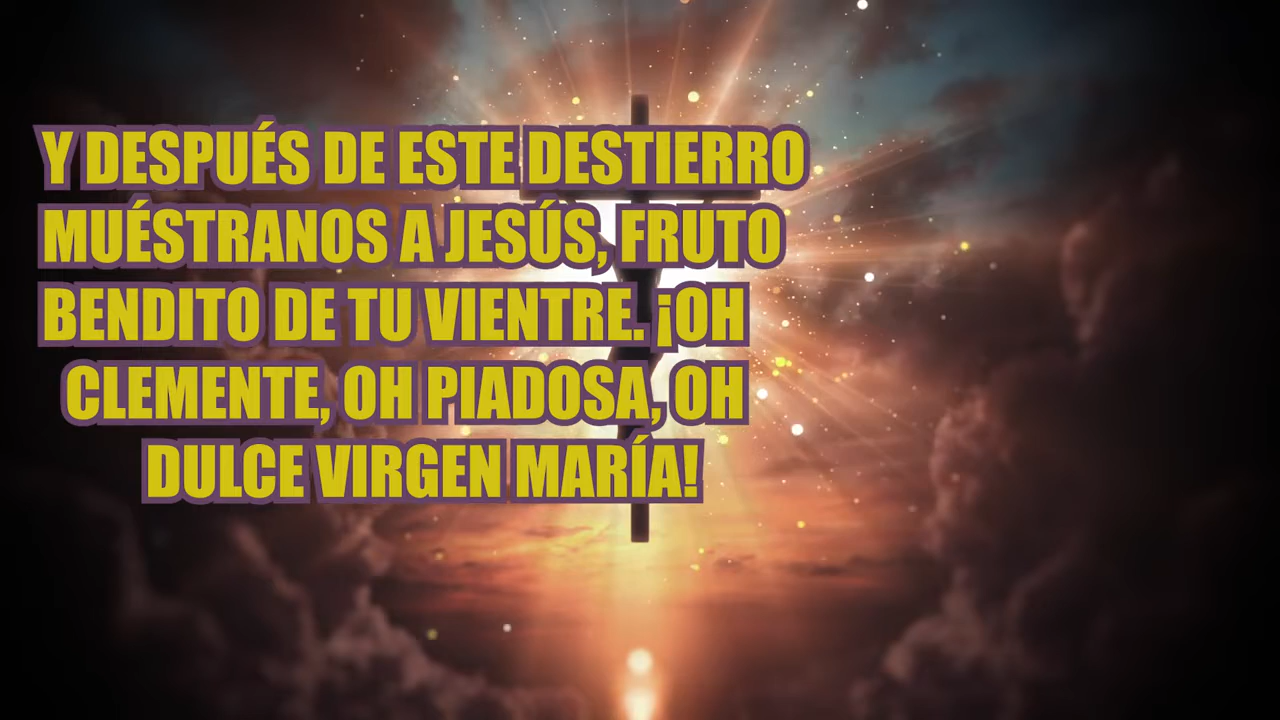 Y DESPUÉS DE ESTE DESTIERRO
MUÉSTRANOS A JESÚS, FRUTO
BENDITO DE TU VIENTRE. ¡OH
CLEMENTE, OH PIADOSA, OH
DULCE VIRGEN MARÍA!